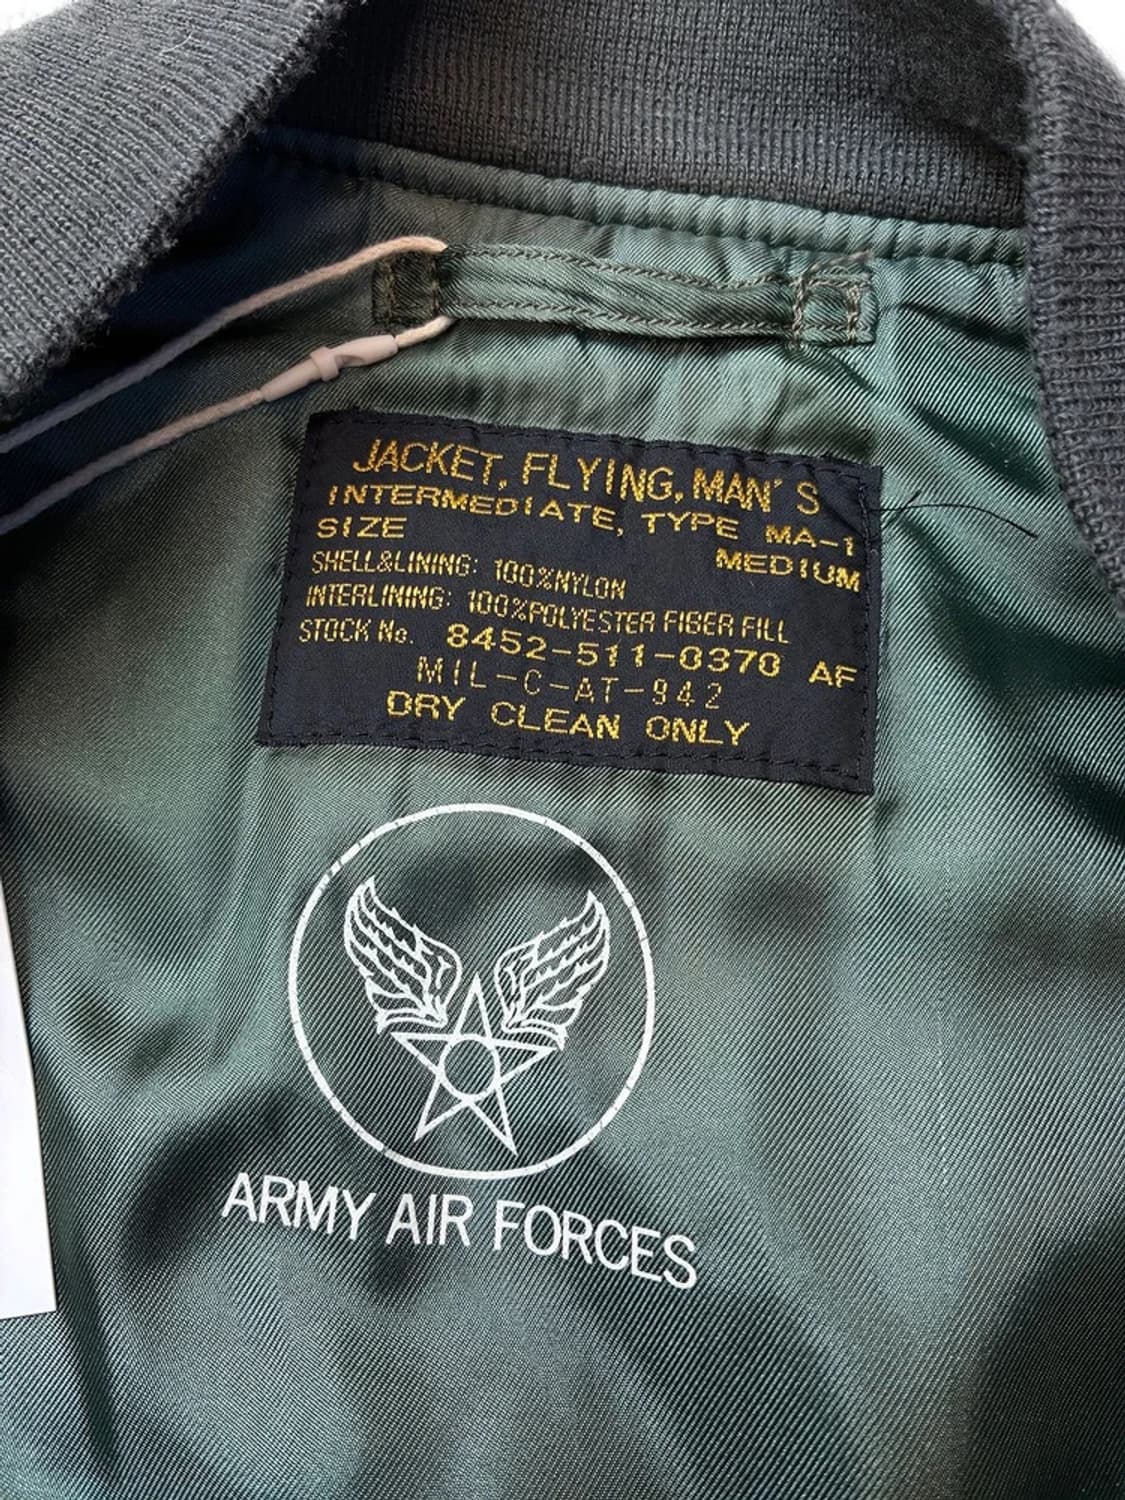 JACKET, FLYING, MAN'S
INTERMEDIATE, TYPE MA-1
SIZE MEDIUM
SHELL&LINING: 100%NYLON
INTERLINING: 100%POLYESTER FIBER FILL
STOCK No. 8452-511-0370 AF
MIL-C-AT-942
DRY CLEAN ONLY
ARMY AIR FORCES